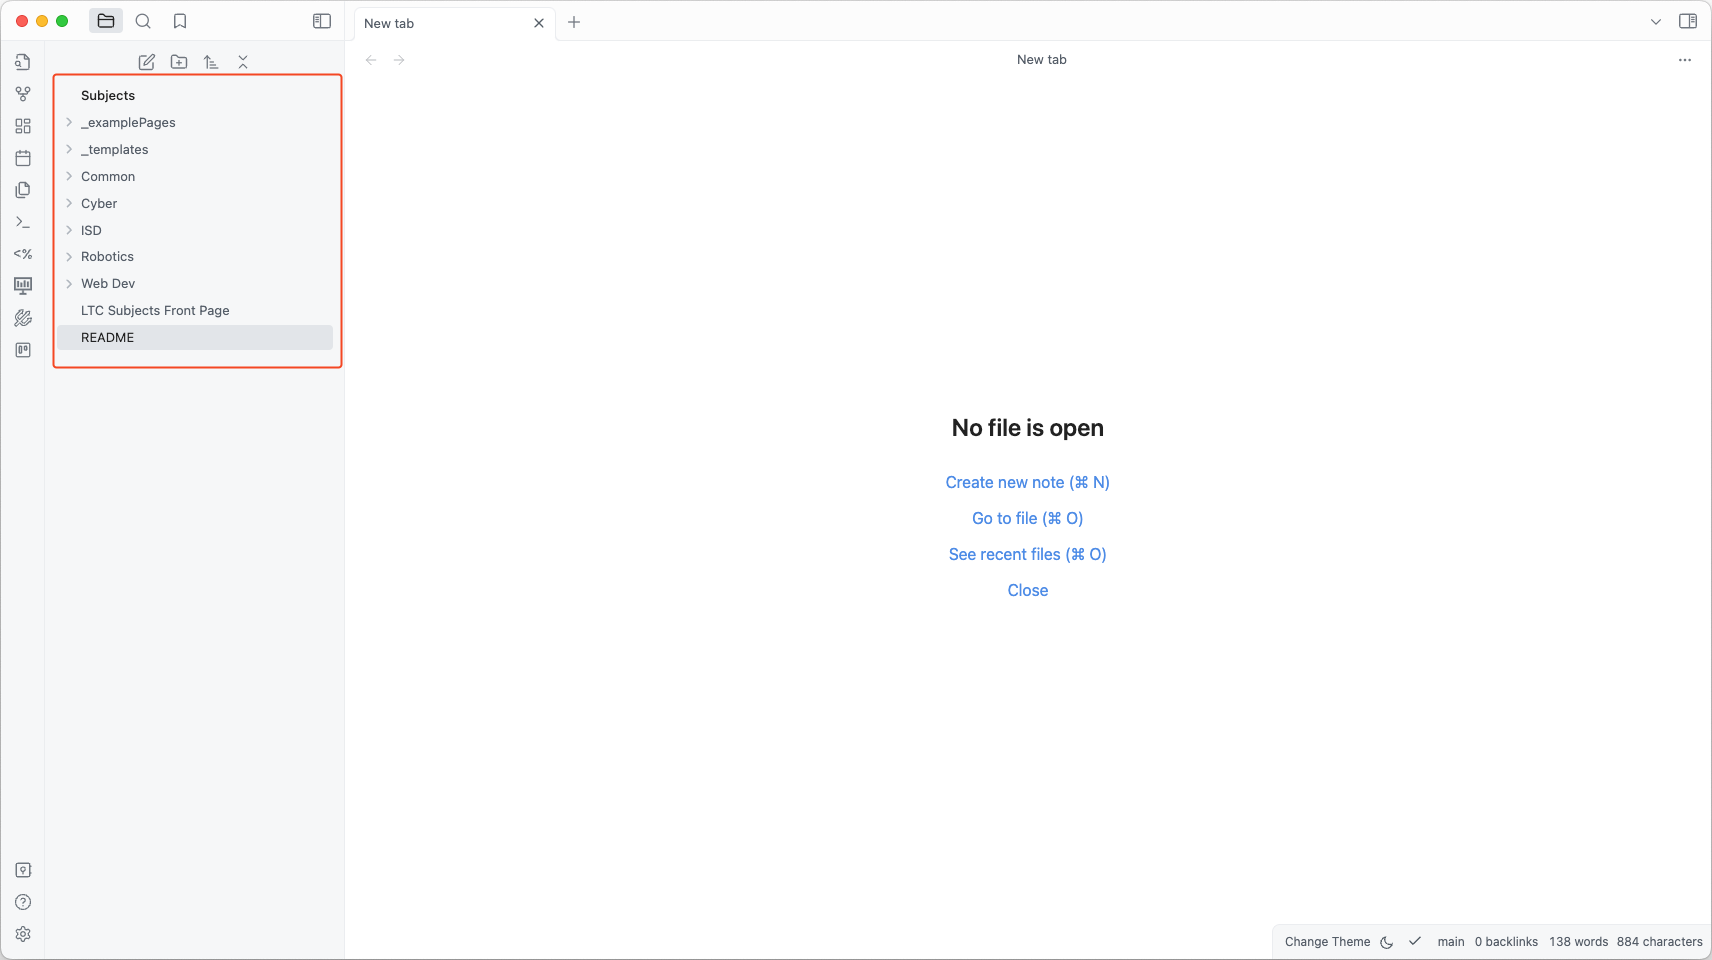 New tab
New tab
Subjects
_examplePages
_templates
Common
Cyber
ISD
Robotics
Web Dev
LTC Subjects Front Page
README
No file is open
Create new note (⌘ N)
Go to file (⌘ O)
See recent files (⌘ O)
Close
Change Theme main 0 backlinks 138 words 884 characters